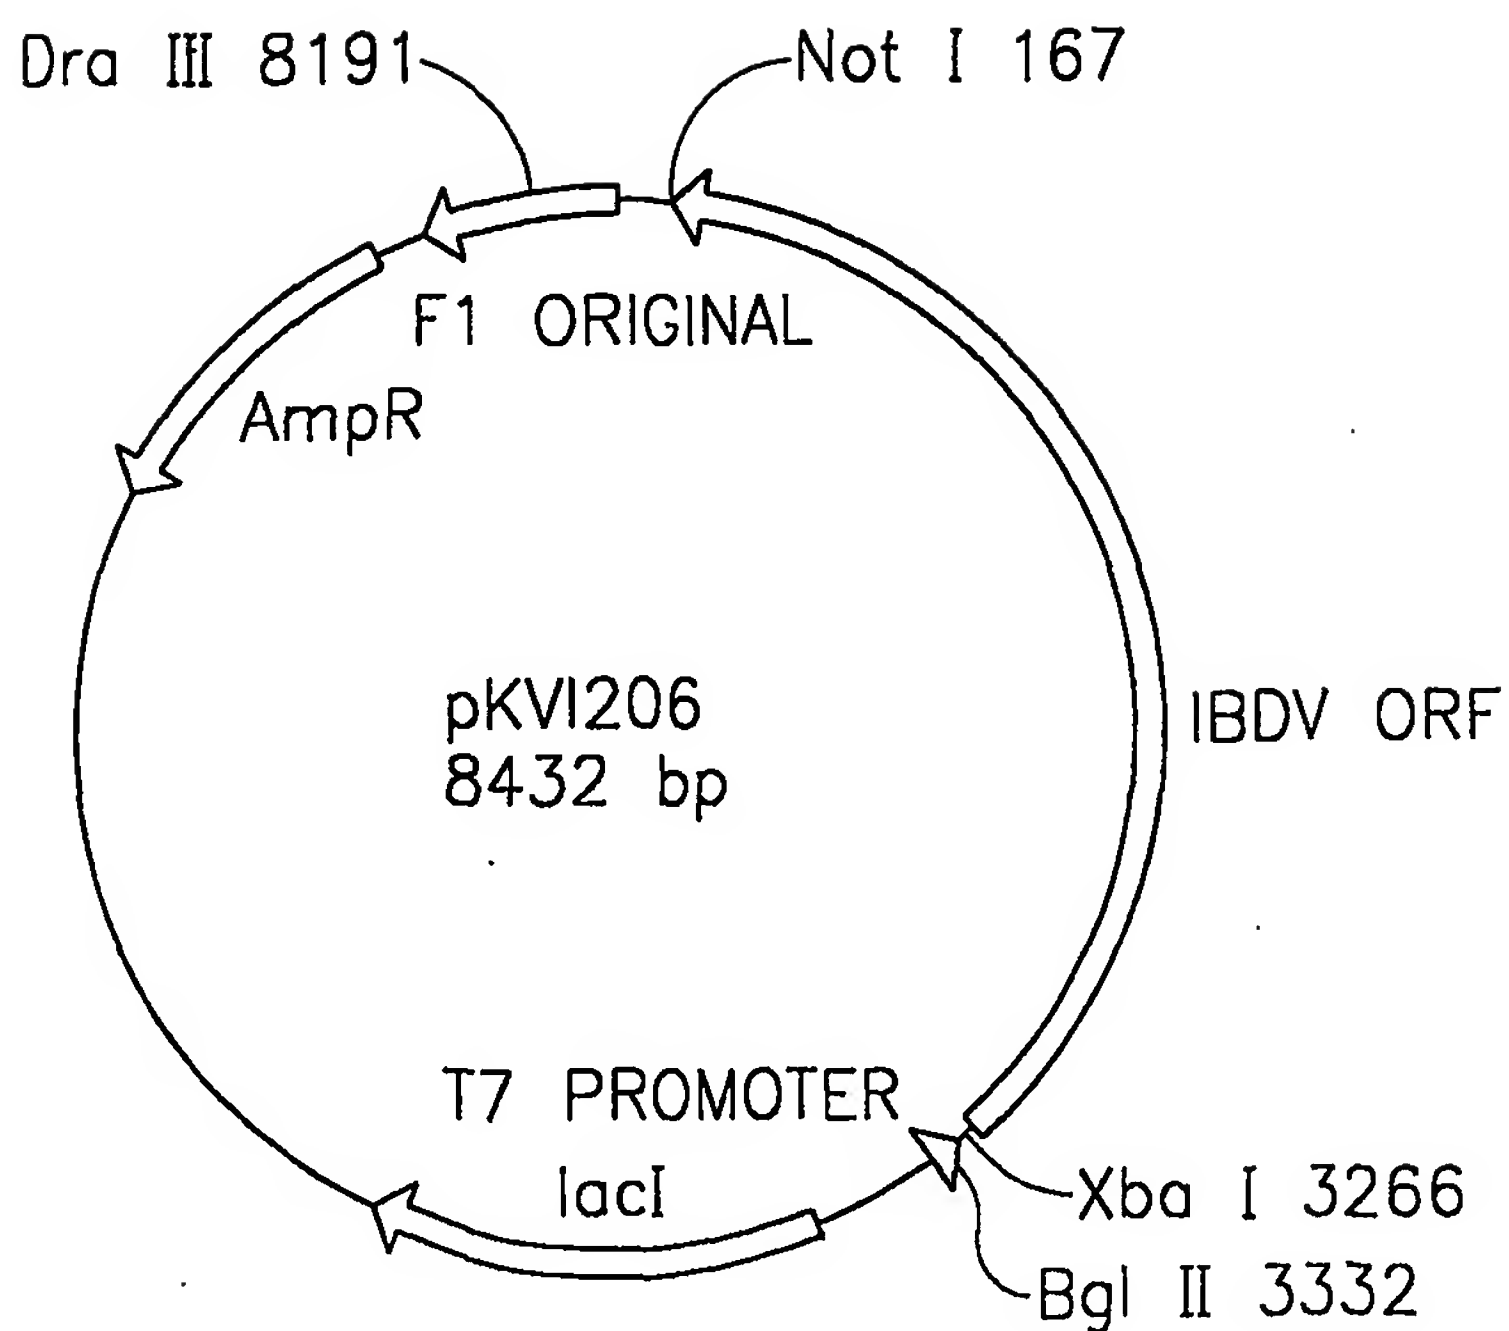 Dra III 8191
Not I 167
F1 ORIGINAL
AmpR
pKVI206
8432 bp
IBDV ORF
T7 PROMOTER
lacI
Xba I 3266
Bgl II 3332